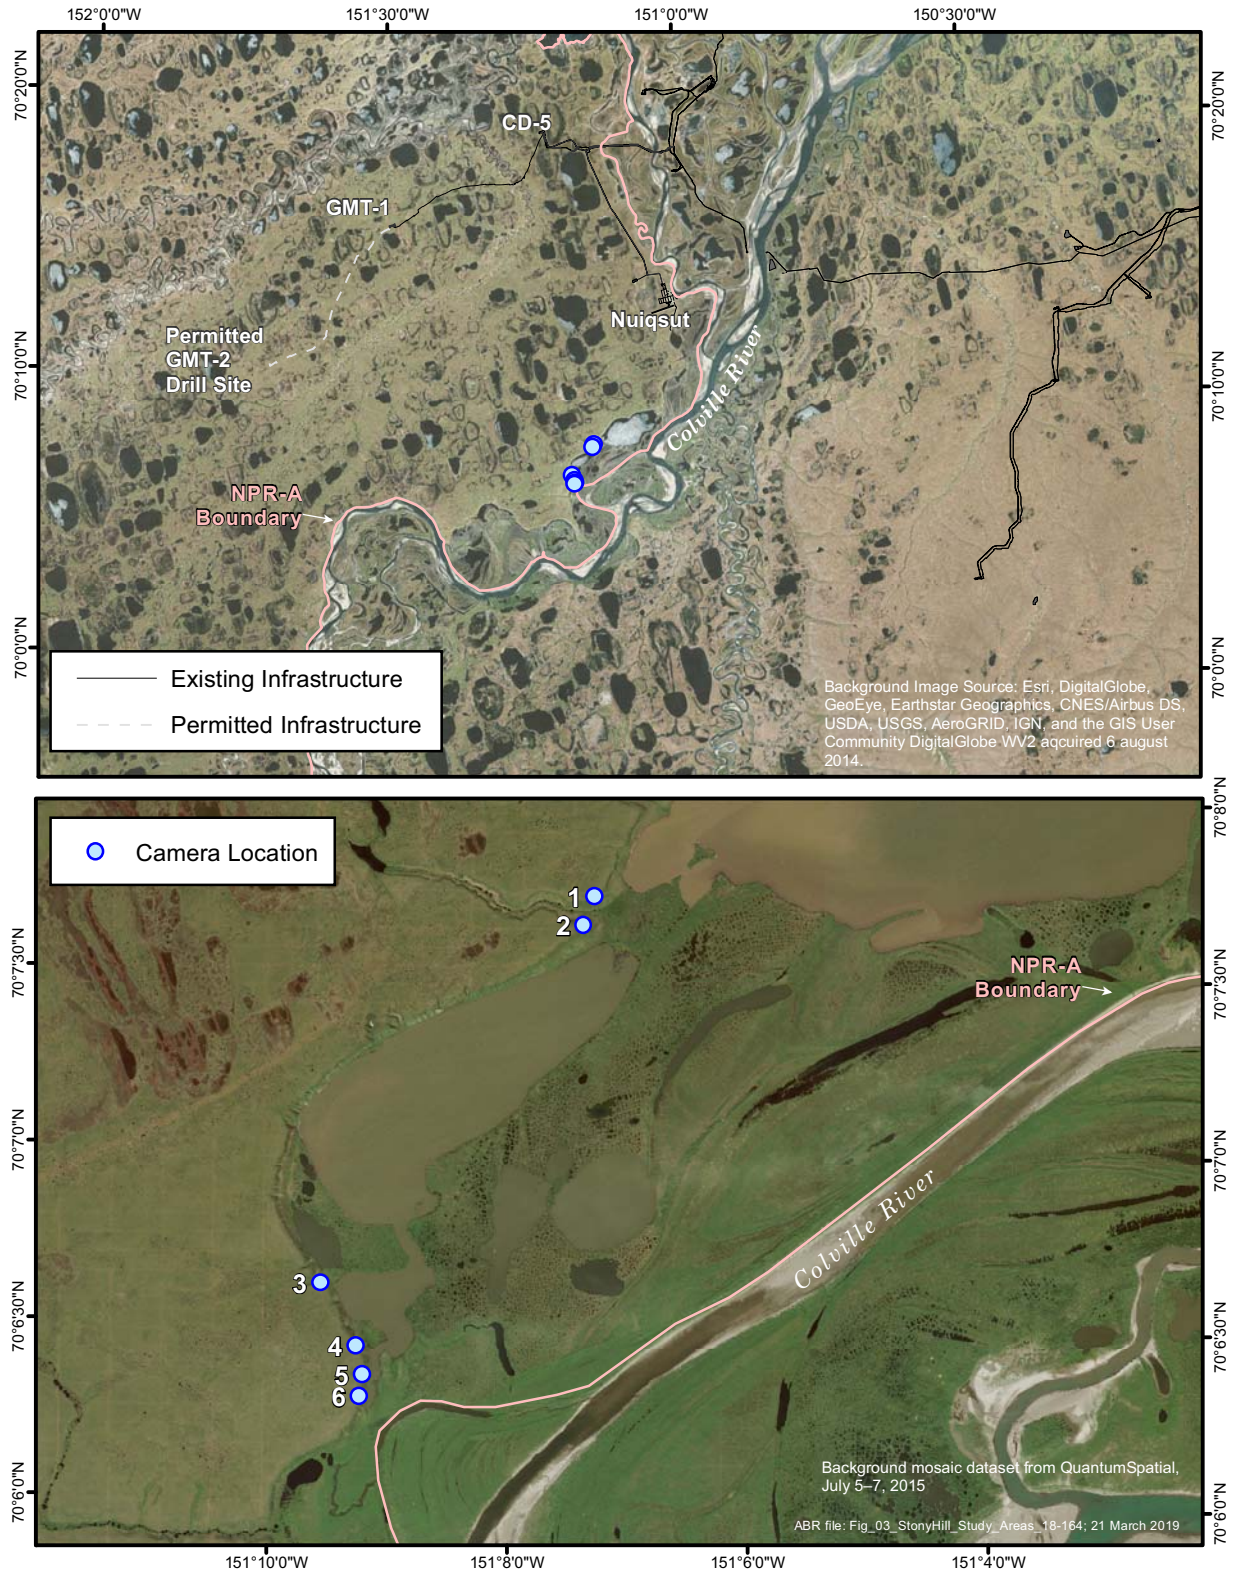 152°0'0"W 151°30'0"W 151°0'0"W 150°30'0"W
70°20'0"N
70°20'0"N
CD-5
GMT-1
Nuiqsut
Permitted
GMT-2
Drill Site
70°10'0"N
70°10'0"N
Colville River
NPR-A
Boundary
70°0'0"N
70°0'0"N
Existing Infrastructure
Permitted Infrastructure
Background Image Source: Esri, DigitalGlobe,
GeoEye, Earthstar Geographics, CNES/Airbus DS,
USDA, USGS, AeroGRID, IGN, and the GIS User
Community DigitalGlobe WV2 aqcuired 6 august
2014.
70°8'0"N
Camera Location
1
2
70°7'30"N
70°7'30"N
NPR-A
Boundary
70°7'0"N
70°7'0"N
Colville River
3
70°6'30"N
70°6'30"N
4
5
6
70°6'0"N
70°6'0"N
Background mosaic dataset from QuantumSpatial,
July 5–7, 2015
ABR file: Fig_03_StonyHill_Study_Areas_18-164; 21 March 2019
151°10'0"W 151°8'0"W 151°6'0"W 151°4'0"W